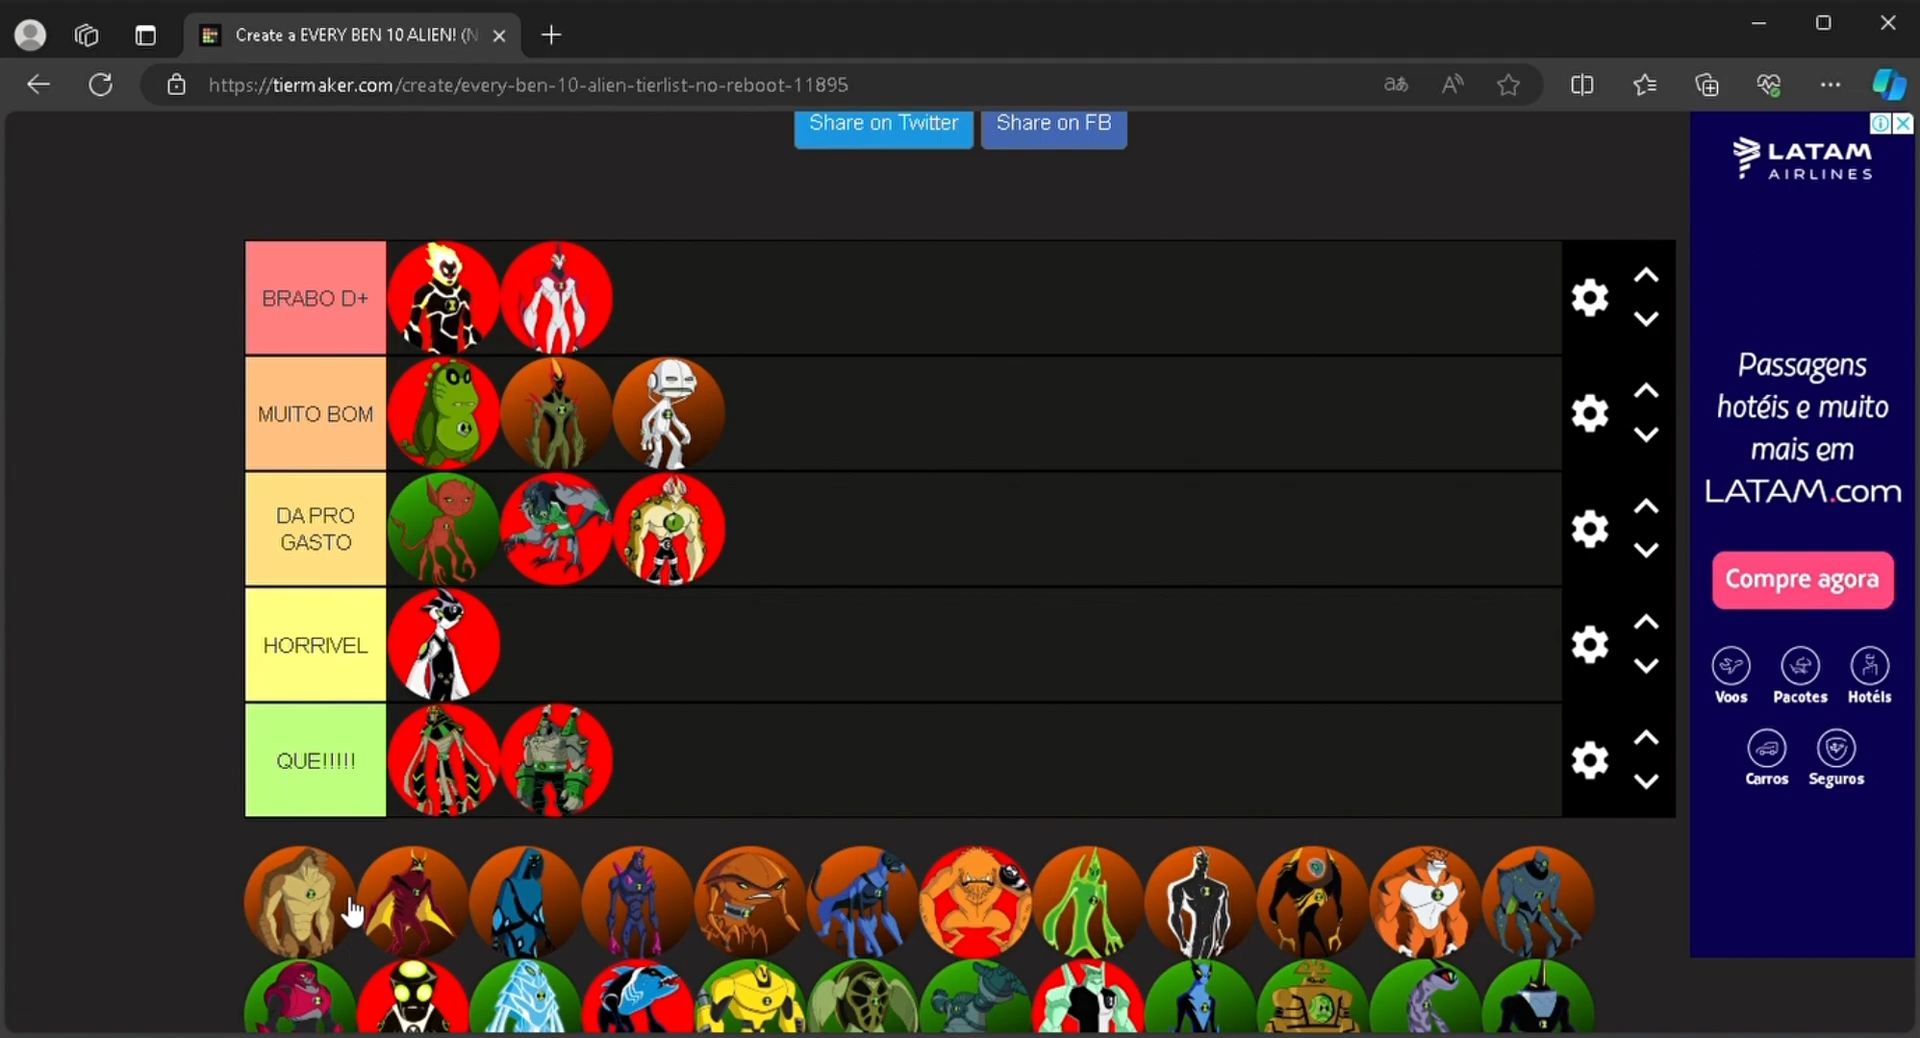 Create a EVERY BEN 10 ALIEN! (N
https://tiermaker.com/create/every-ben-10-alien-tierlist-no-reboot-11895
Share on Twitter
Share on FB
LATAM
AIRLINES
BRABO D+
MUITO BOM
DA PRO
GASTO
HORRIVEL
QUE!!!!!
Passagens
hotéis e muito
mais em
LATAM.com
Compre agora
Voos
Pacotes
Hotéis
Carros
Seguros